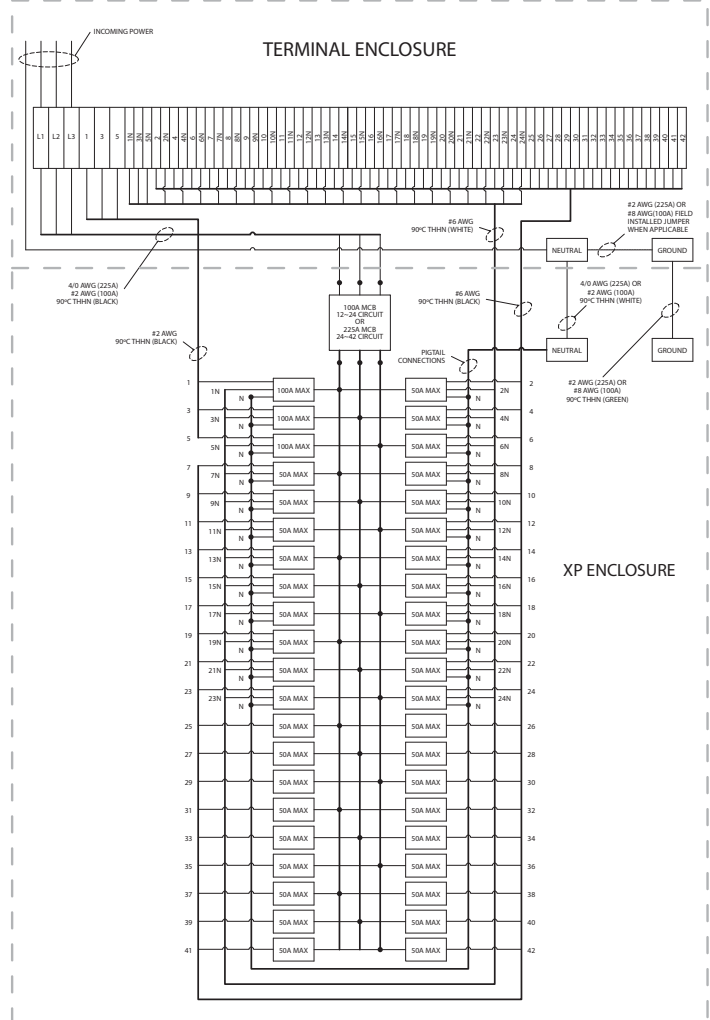 INCOMING POWER
TERMINAL ENCLOSURE
L1 L2 L3 1 3 5 1N 3N 5N 2 2N 4 4N 6 6N 7 7N 8 8N 9 9N 10 10N 11 11N 12 12N 13 13N 14 14N 15 15N 16 16N 17 17N 18 18N 19 19N 20 20N 21 21N 22 22N 23 23N 24 24N 25 26 27 28 29 30 31 32 33 34 35 36 37 38 39 40 41 42
#2 AWG (225A) OR
#8 AWG(100A) FIELD
INSTALLED JUMPER
WHEN APPLICABLE
#6 AWG
90ºC THHN (WHITE)
NEUTRAL
GROUND
4/0 AWG (225A)
#2 AWG (100A)
90ºC THHN (BLACK)
#6 AWG
90ºC THHN (BLACK)
4/0 AWG (225A) OR
#2 AWG (100A)
90ºC THHN (WHITE)
100A MCB
12~24 CIRCUIT
OR
225A MCB
24~42 CIRCUIT
#2 AWG
90ºC THHN (BLACK)
PIGTAIL
CONNECTIONS
NEUTRAL
GROUND
#2 AWG (225A) OR
#8 AWG (100A)
90ºC THHN (GREEN)
1 1N N 100A MAX 50A MAX N 2N 2
3 3N N 100A MAX 50A MAX N 4N 4
5 5N N 100A MAX 50A MAX N 6N 6
7 7N N 50A MAX 50A MAX N 8N 8
9 9N N 50A MAX 50A MAX N 10N 10
11 11N N 50A MAX 50A MAX N 12N 12
13 13N N 50A MAX 50A MAX N 14N 14
XP ENCLOSURE
15 15N N 50A MAX 50A MAX N 16N 16
17 17N N 50A MAX 50A MAX N 18N 18
19 19N N 50A MAX 50A MAX N 20N 20
21 21N N 50A MAX 50A MAX N 22N 22
23 23N N 50A MAX 50A MAX N 24N 24
25 50A MAX 50A MAX 26
27 50A MAX 50A MAX 28
29 50A MAX 50A MAX 30
31 50A MAX 50A MAX 32
33 50A MAX 50A MAX 34
35 50A MAX 50A MAX 36
37 50A MAX 50A MAX 38
39 50A MAX 50A MAX 40
41 50A MAX 50A MAX 42